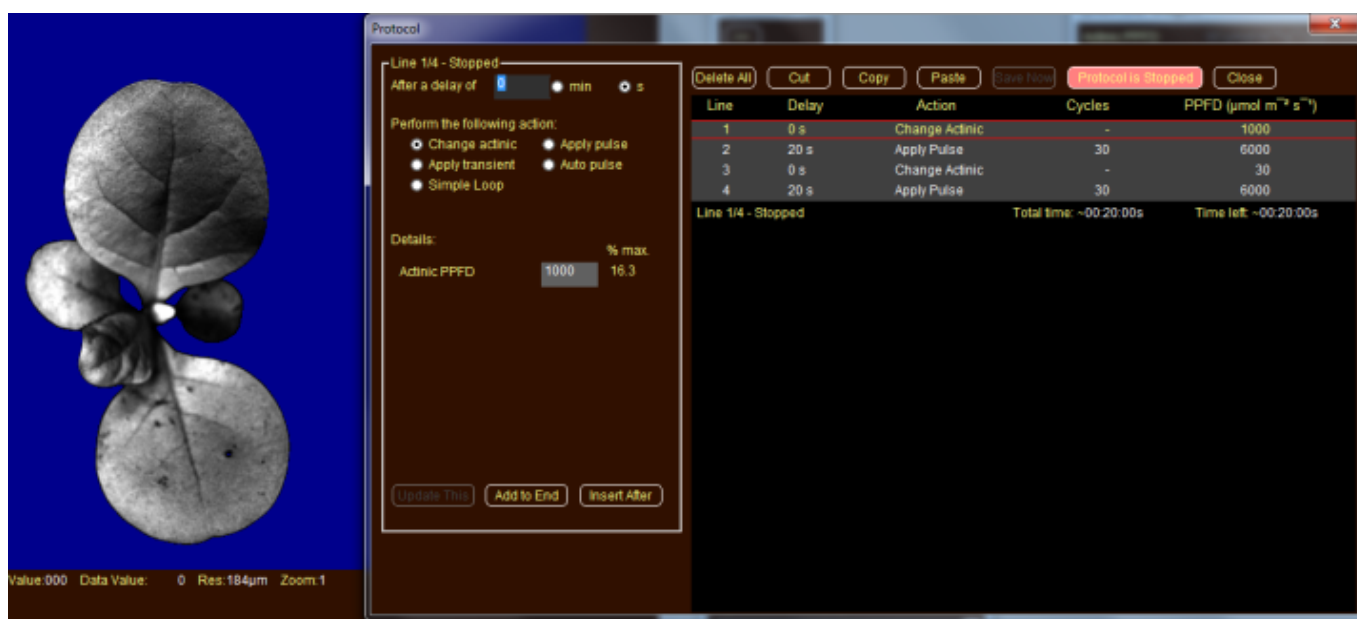 Protocol
Line 1/4 - Stopped
After a delay of 0 min s
Perform the following action:
Change actinic Apply pulse
Apply transient Auto pulse
Simple Loop
Details:
% max.
Actinic PPFD 1000 16.3
Update This Add to End Insert After
Delete All Cut Copy Paste Save Now Protocol is Stopped Close
Line Delay Action Cycles PPFD (µmol m⁻² s⁻¹)
1 0 s Change Actinic - 1000
2 20 s Apply Pulse 30 6000
3 0 s Change Actinic - 30
4 20 s Apply Pulse 30 6000
Line 1/4 - Stopped Total time: ~00:20:00s Time left: ~00:20:00s
Value:000 Data Value: 0 Res:184µm Zoom:1